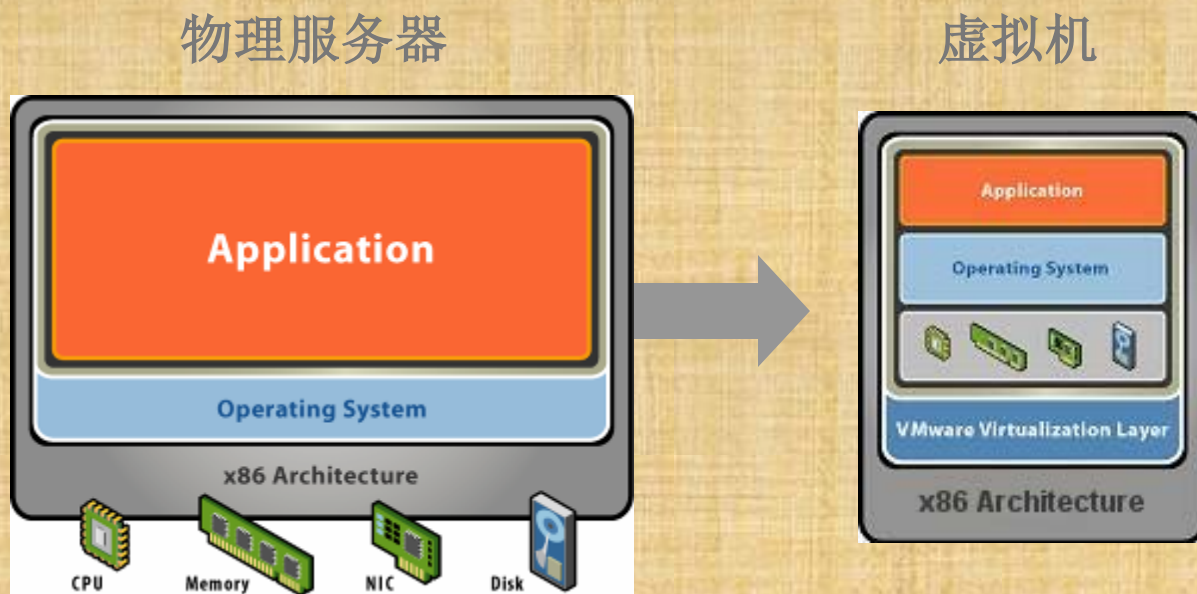 物理服务器
虚拟机
Application
Operating System
x86 Architecture
CPU
Memory
NIC
Disk
Application
Operating System
VMware Virtualization Layer
x86 Architecture